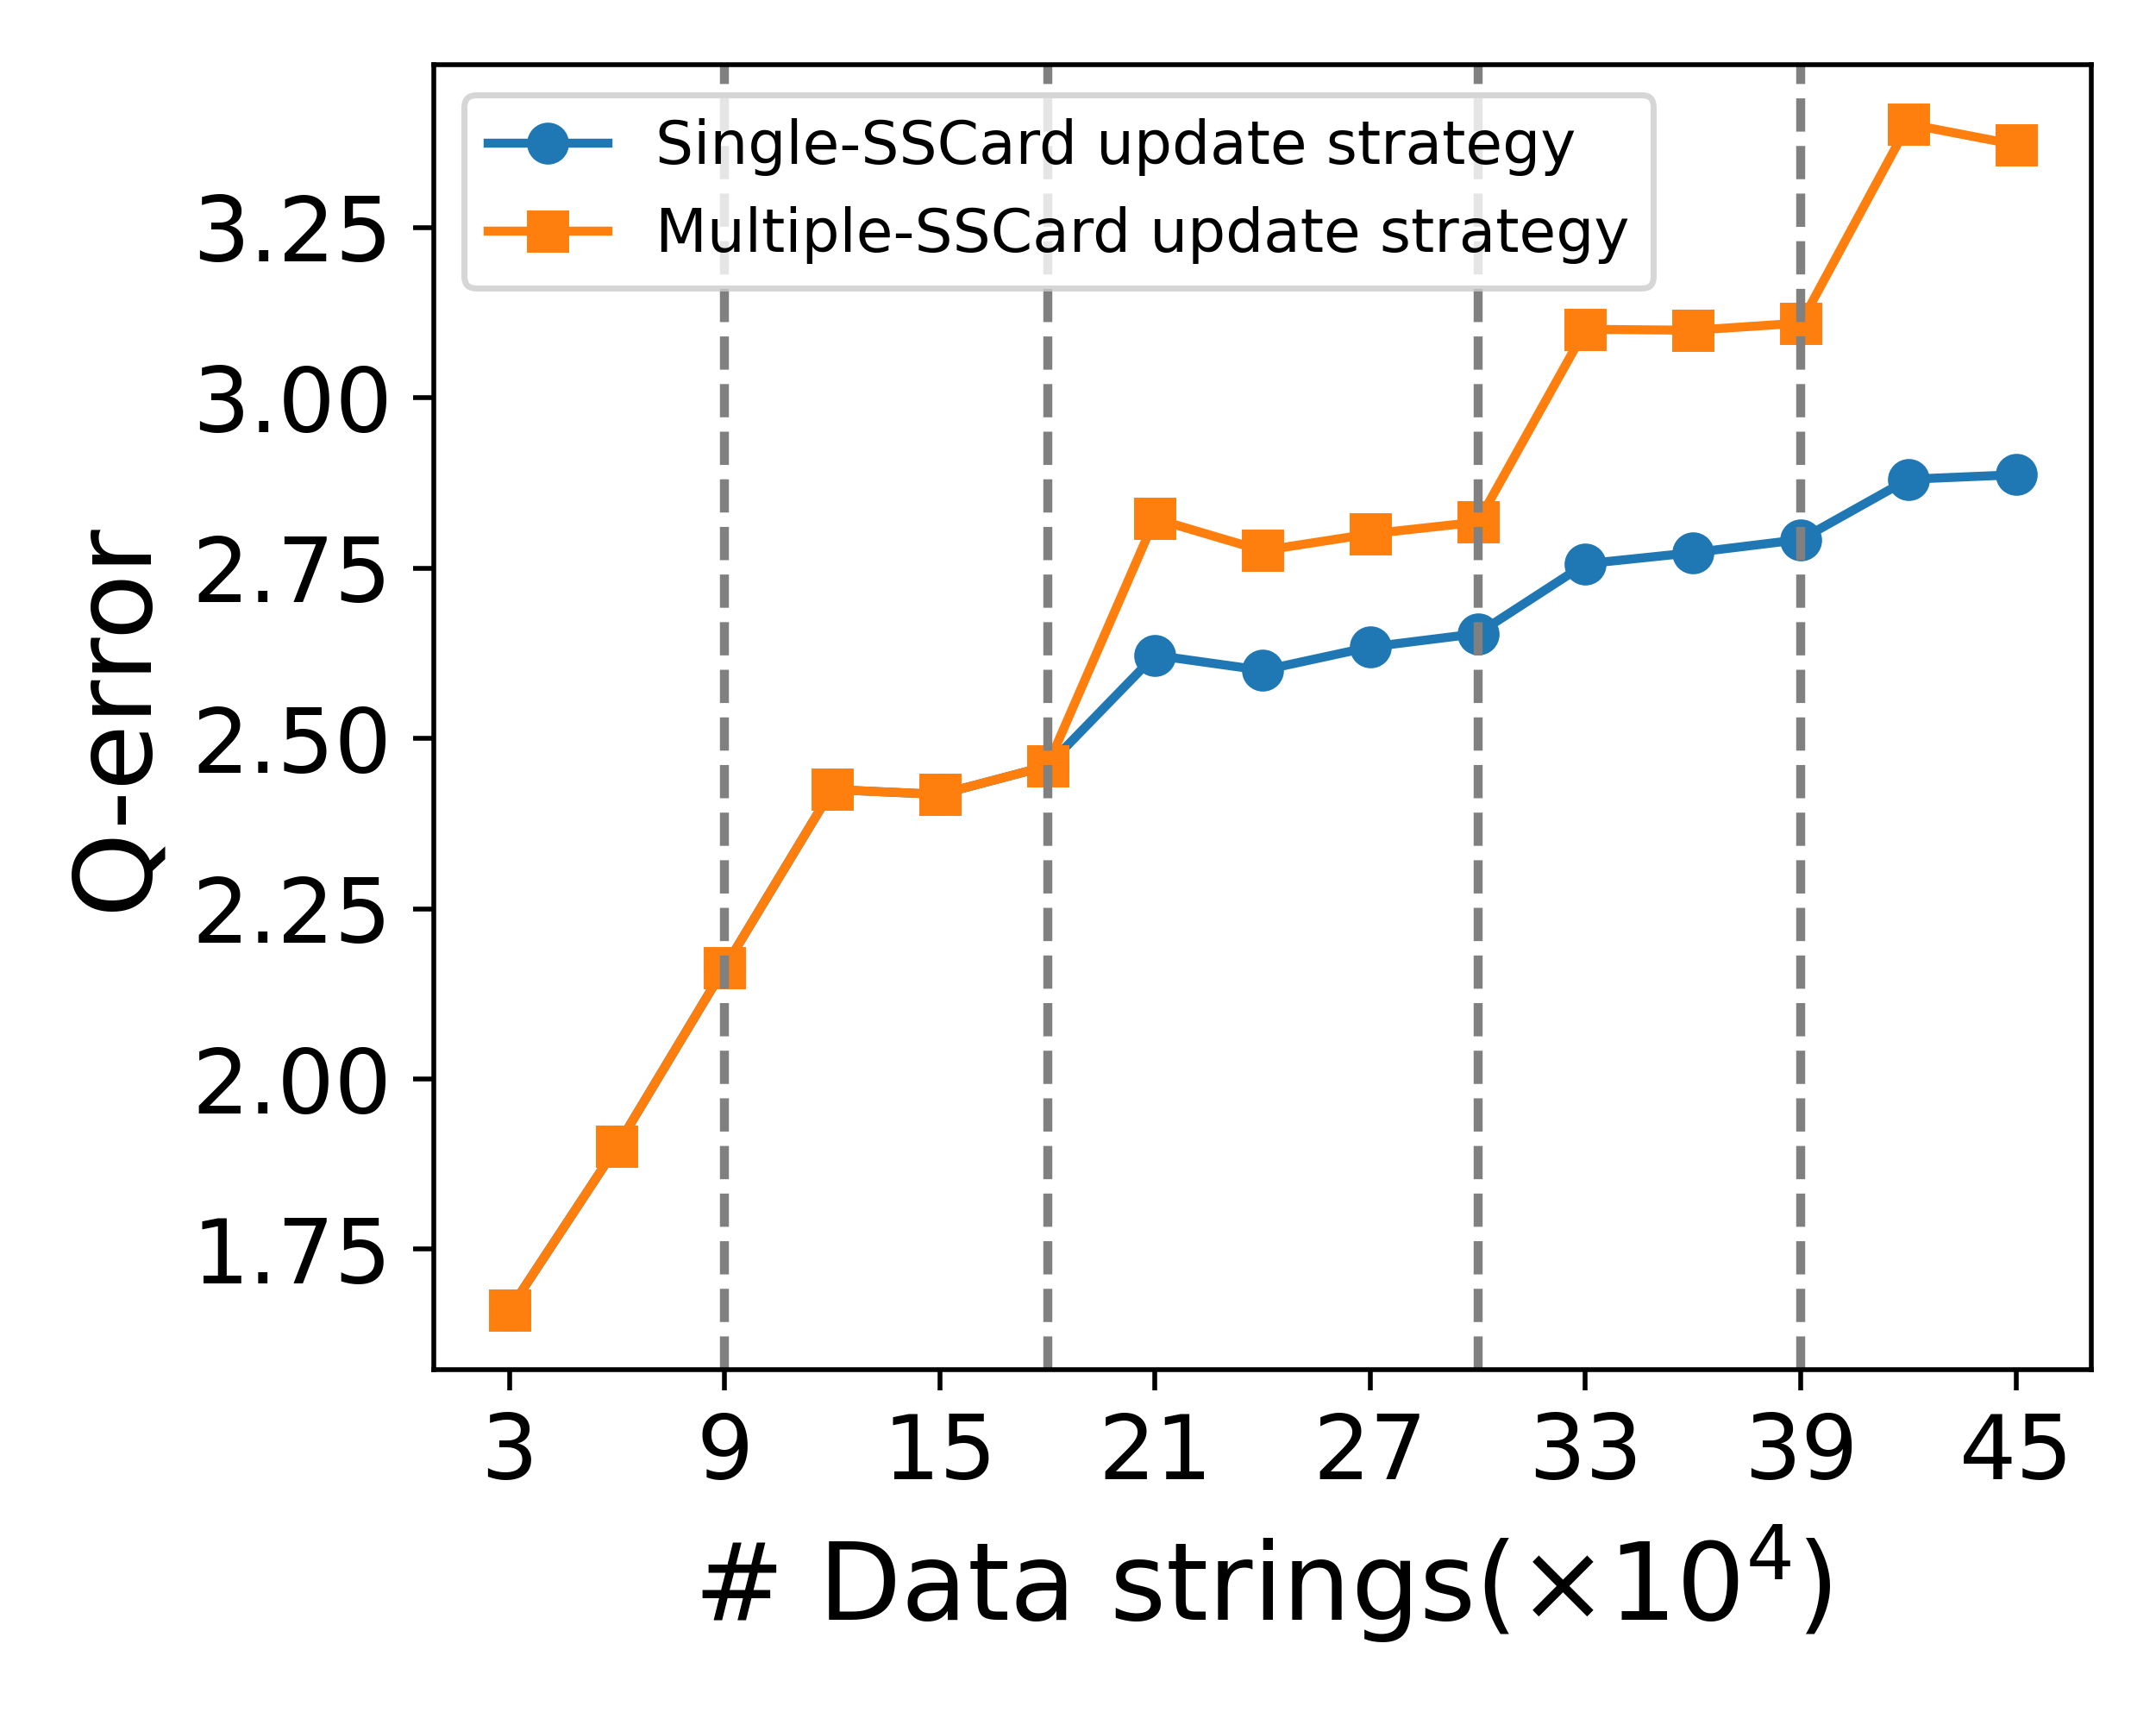 Single-SSCard update strategy
Multiple-SSCard update strategy
Q-error
3.25
3.00
2.75
2.50
2.25
2.00
1.75
3 9 15 21 27 33 39 45
# Data strings(×10⁴)